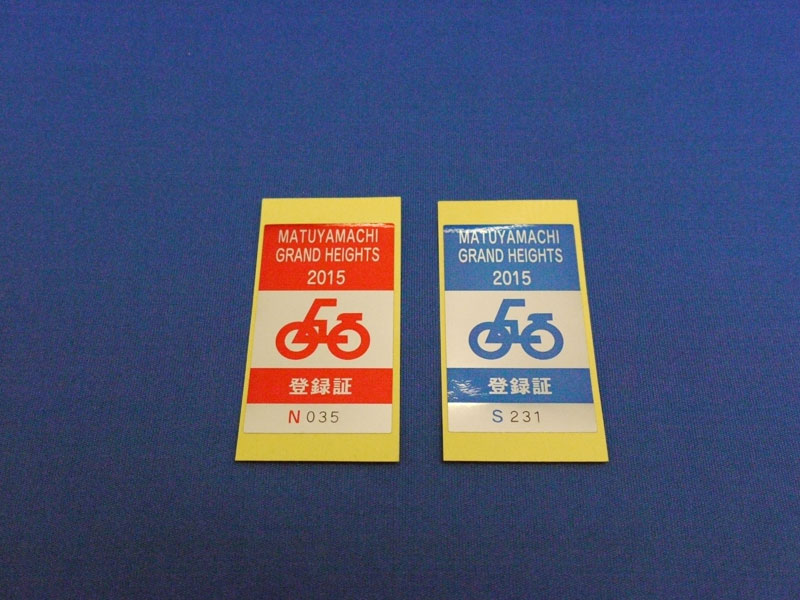 MATUYAMACHI
GRAND HEIGHTS
2015
登録証
N 035
MATUYAMACHI
GRAND HEIGHTS
2015
登録証
S 231